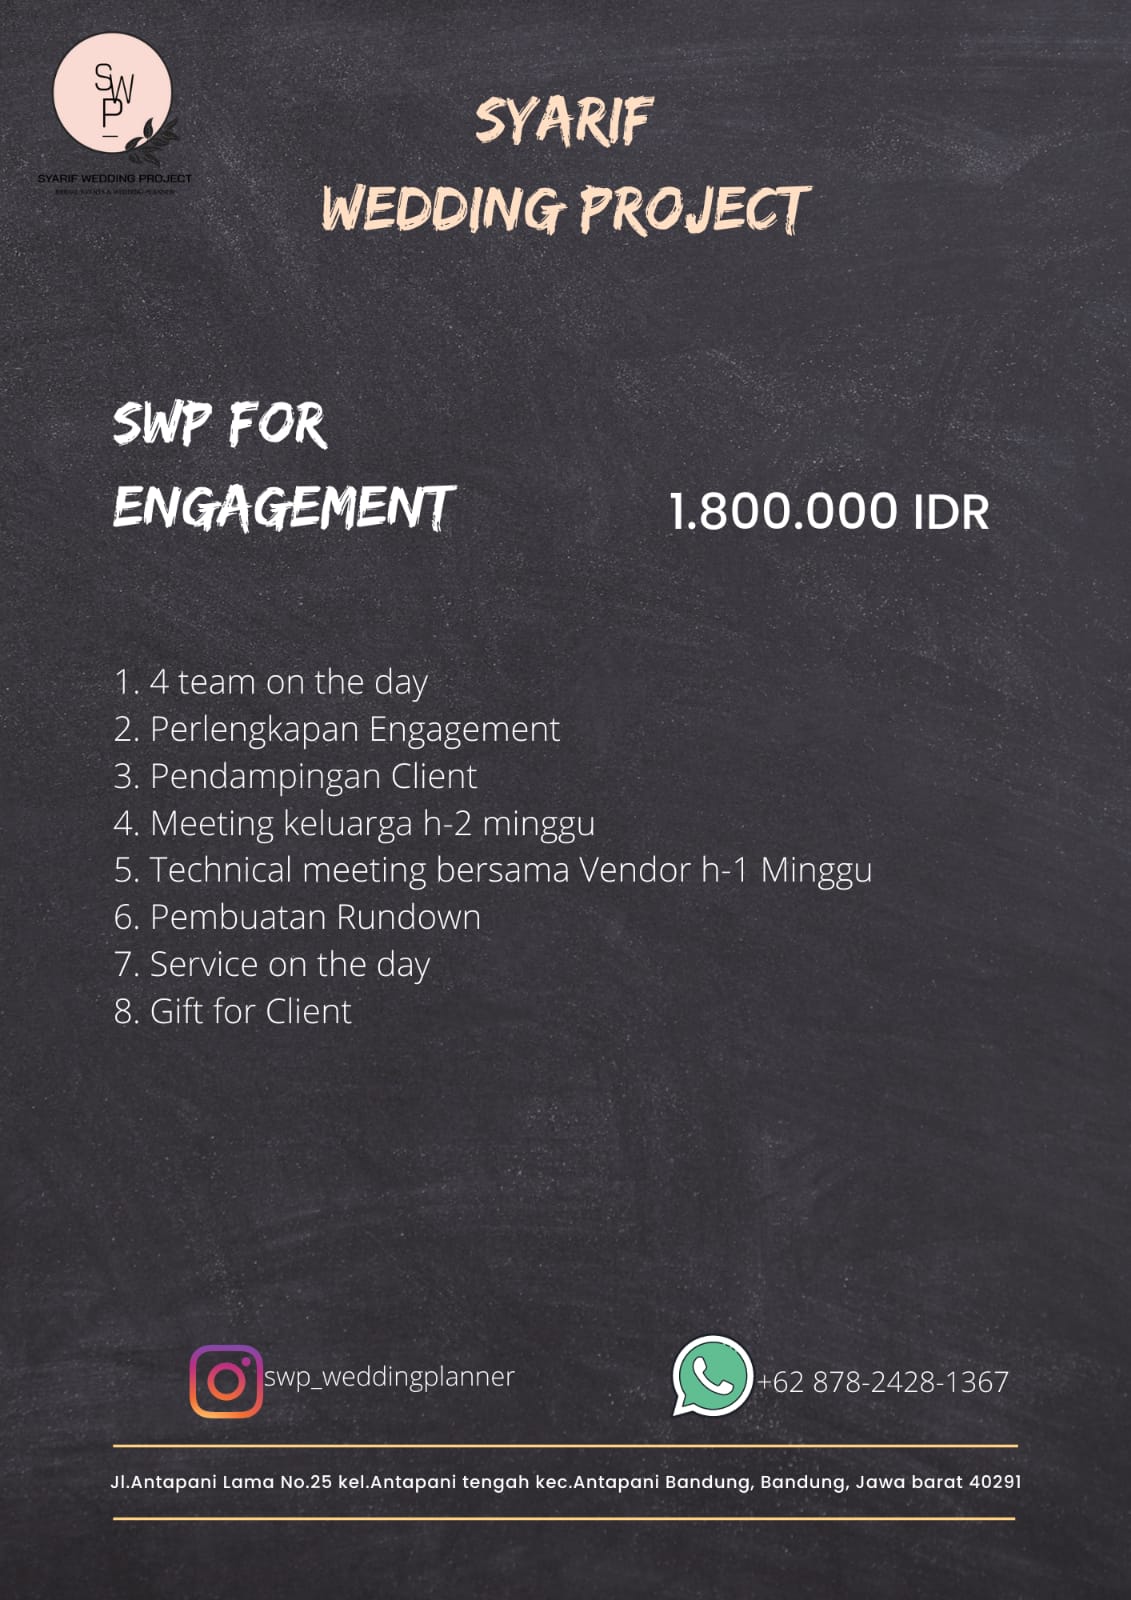 SWP
SYARIF WEDDING PROJECT
SYARIF
WEDDING PROJECT
SWP FOR
ENGAGEMENT
1.800.000 IDR
1. 4 team on the day
2. Perlengkapan Engagement
3. Pendampingan Client
4. Meeting keluarga h-2 minggu
5. Technical meeting bersama Vendor h-1 Minggu
6. Pembuatan Rundown
7. Service on the day
8. Gift for Client
swp_weddingplanner
+62 878-2428-1367
Jl.Antapani Lama No.25 kel.Antapani tengah kec.Antapani Bandung, Bandung, Jawa barat 40291